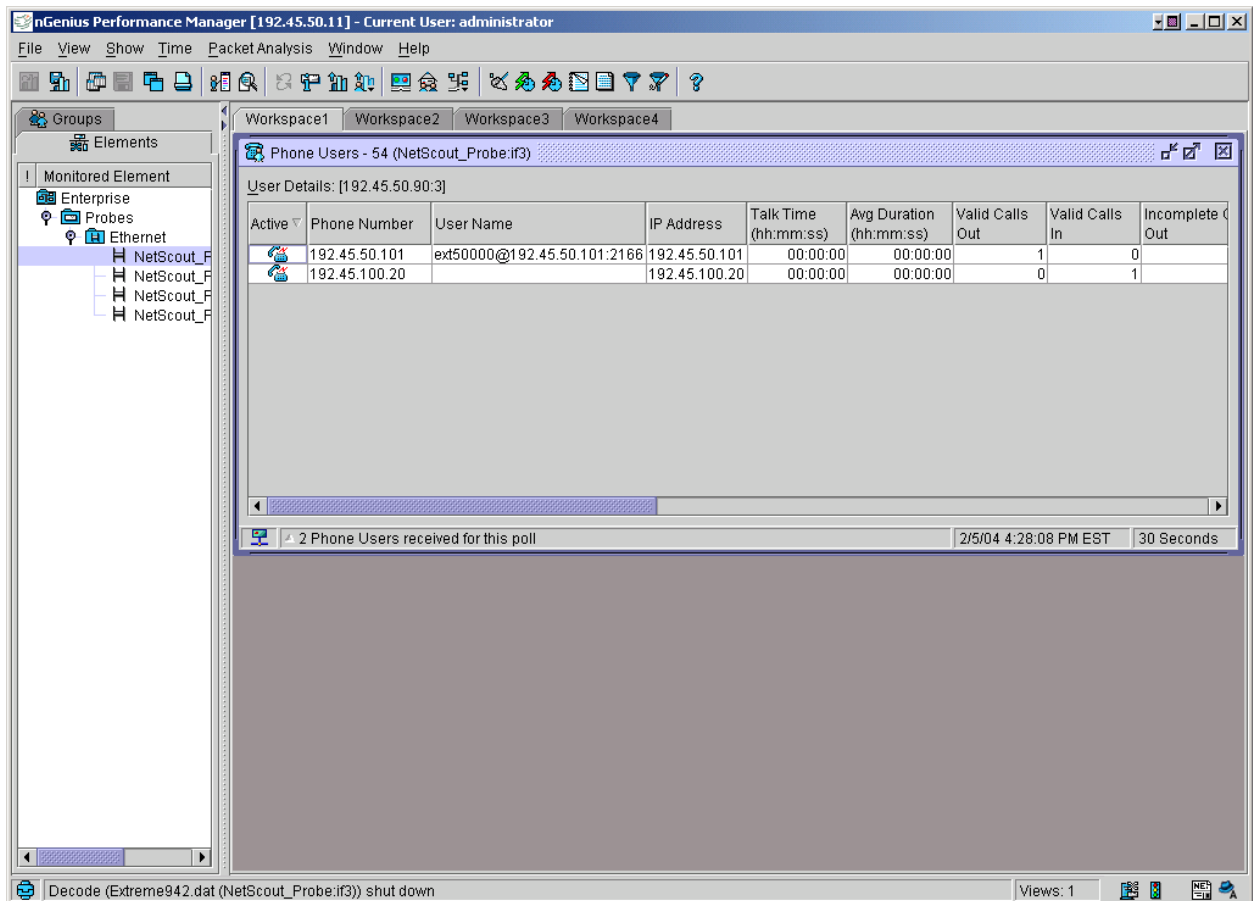 nGenius Performance Manager [192.45.50.11] - Current User: administrator
File View Show Time Packet Analysis Window Help
Groups
Elements
! Monitored Element
Enterprise
Probes
Ethernet
NetScout_F
NetScout_F
NetScout_F
NetScout_F
Workspace1 Workspace2 Workspace3 Workspace4
Phone Users - 54 (NetScout_Probe:if3)
User Details: [192.45.50.90:3]
Active Phone Number User Name IP Address Talk Time (hh:mm:ss) Avg Duration (hh:mm:ss) Valid Calls Out Valid Calls In Incomplete C Out
192.45.50.101 ext50000@192.45.50.101:2166 192.45.50.101 00:00:00 00:00:00 1 0
192.45.100.20 192.45.100.20 00:00:00 00:00:00 0 1
2 Phone Users received for this poll 2/5/04 4:28:08 PM EST 30 Seconds
Decode (Extreme942.dat (NetScout_Probe:if3)) shut down Views: 1